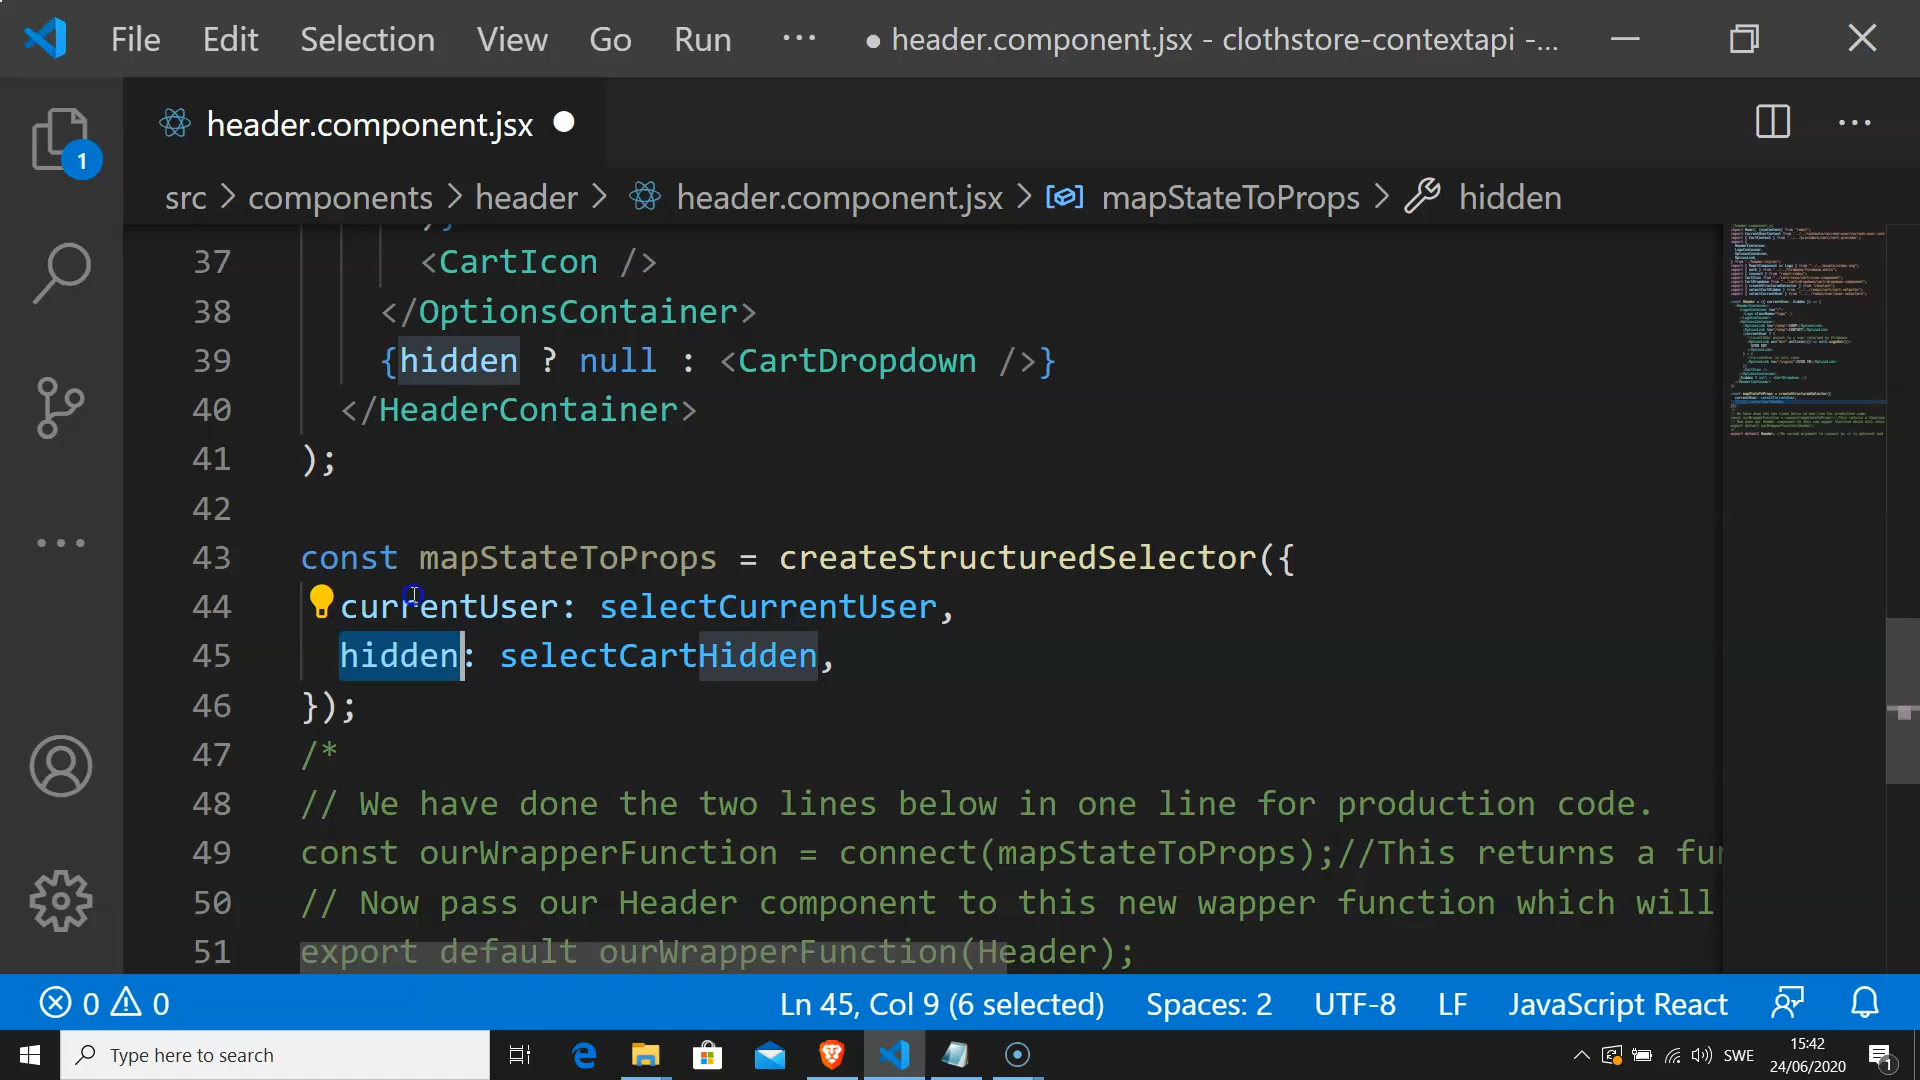 File Edit Selection View Go Run ··· ● header.component.jsx - clothstore-contextapi -...
header.component.jsx
src > components > header > header.component.jsx > mapStateToProps > hidden
1
37 <CartIcon />
38 </OptionsContainer>
39 {hidden ? null : <CartDropdown />}
40 </HeaderContainer>
41 );
42
43 const mapStateToProps = createStructuredSelector({
44 currentUser: selectCurrentUser,
45 hidden: selectCartHidden,
46 });
47 /*
48 // We have done the two lines below in one line for production code.
49 const ourWrapperFunction = connect(mapStateToProps);//This returns a fu
50 // Now pass our Header component to this new wapper function which will
51 export default ourWrapperFunction(Header);
0 0 Ln 45, Col 9 (6 selected) Spaces: 2 UTF-8 LF JavaScript React
Type here to search
SWE
15:42
24/06/2020
1